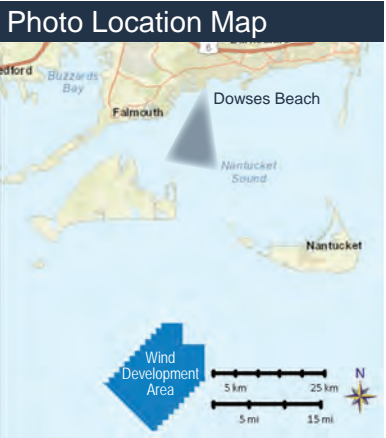 Photo Location Map
6
edford
Buzzards
Bay
Dowses Beach
Falmouth
Nantucket
Sound
Nantucket
Wind
Development
Area
N
5 km 25 km
5 mi 15 mi